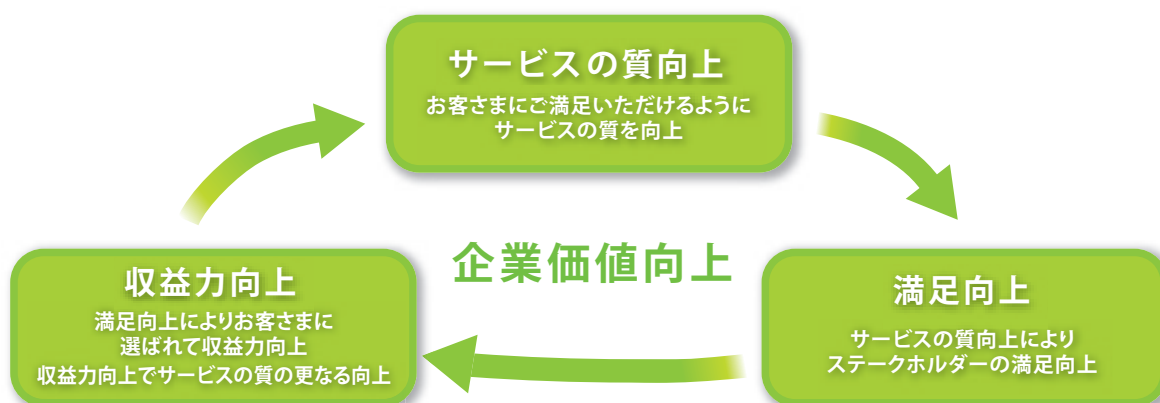 サービスの質向上
お客さまにご満足いただけるように
サービスの質を向上
企業価値向上
収益力向上
満足向上によりお客さまに
選ばれて収益力向上
収益力向上でサービスの質の更なる向上
満足向上
サービスの質向上により
ステークホルダーの満足向上